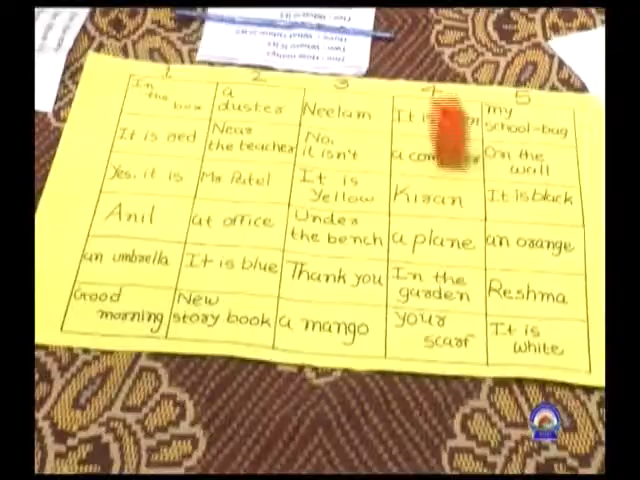 1 2 3 4 5
In the box
a duster
Neelam
It is
my school-bag
It is red
Near the teacher
No, it isn't
a
On the wall
Yes, it is
Mr Patel
It is Yellow
Kiran
It is black
Anil
at office
Under the bench
a plane
an orange
an umbrella
It is blue
Thank you
In the garden
Reshma
Good morning
New story book
a mango
your scarf
It is white